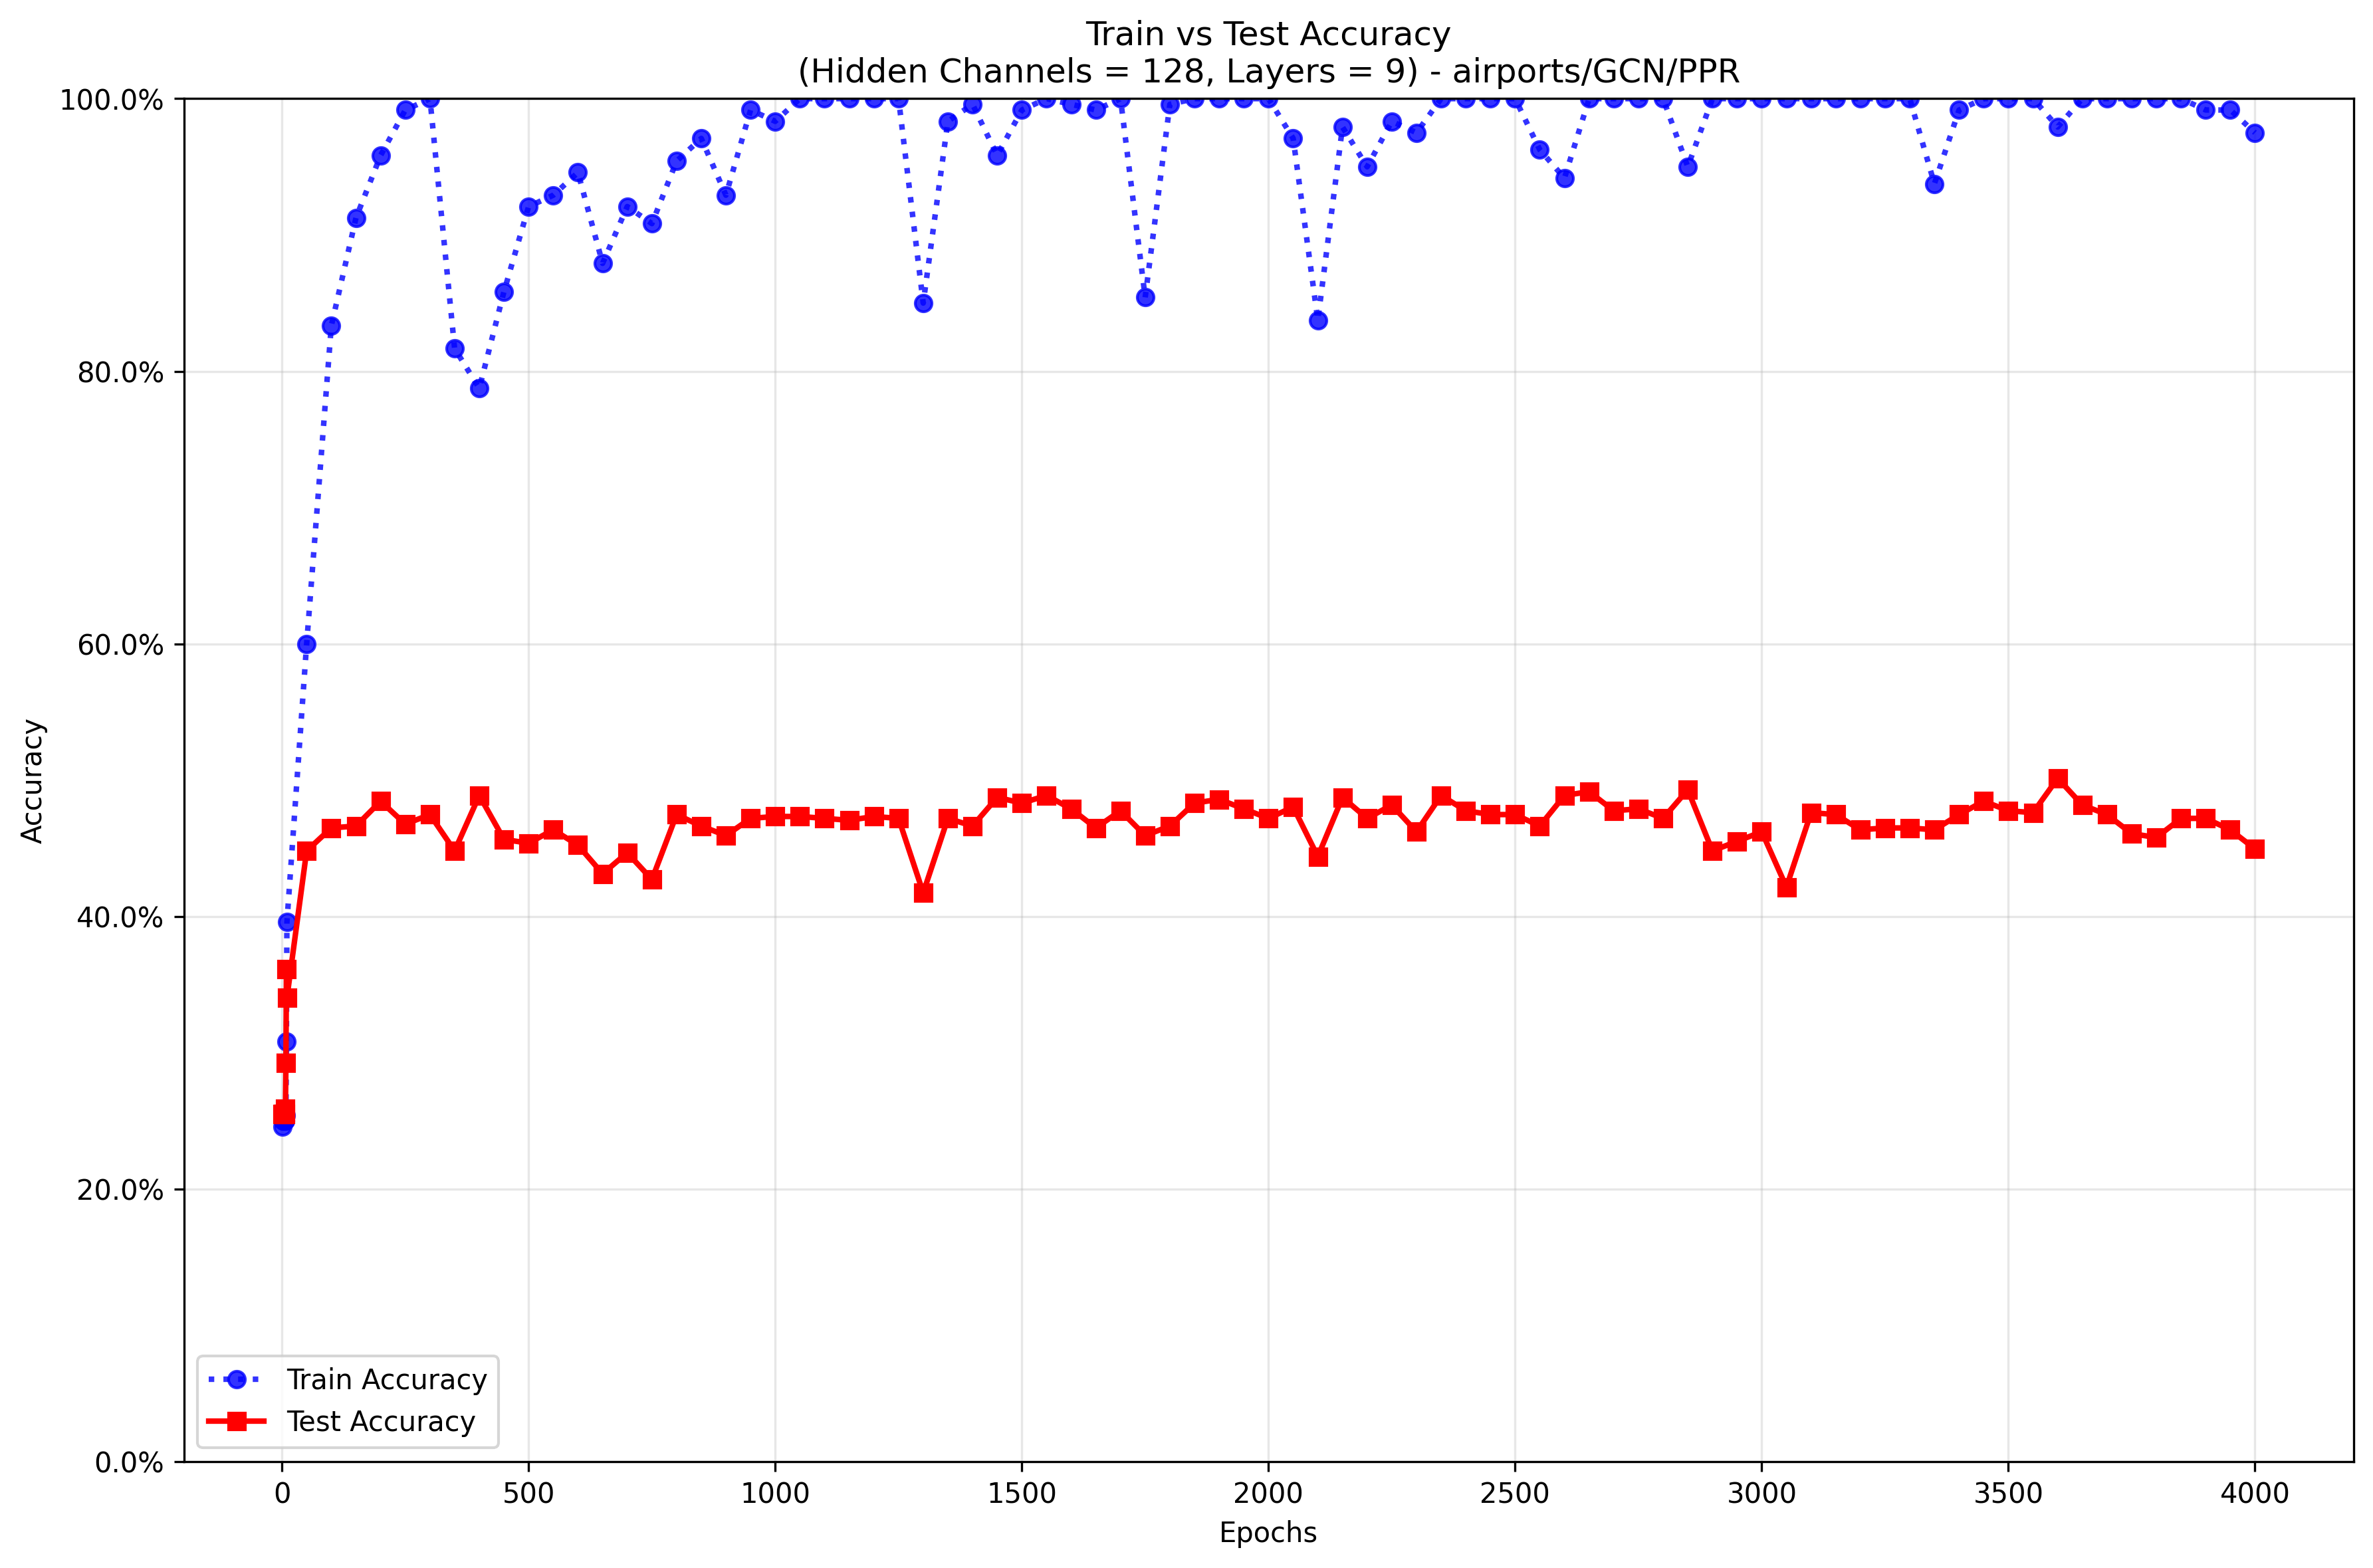 Train vs Test Accuracy
(Hidden Channels = 128, Layers = 9) - airports/GCN/PPR
100.0%
80.0%
60.0%
40.0%
20.0%
0.0%
Accuracy
Train Accuracy
Test Accuracy
0 500 1000 1500 2000 2500 3000 3500 4000
Epochs